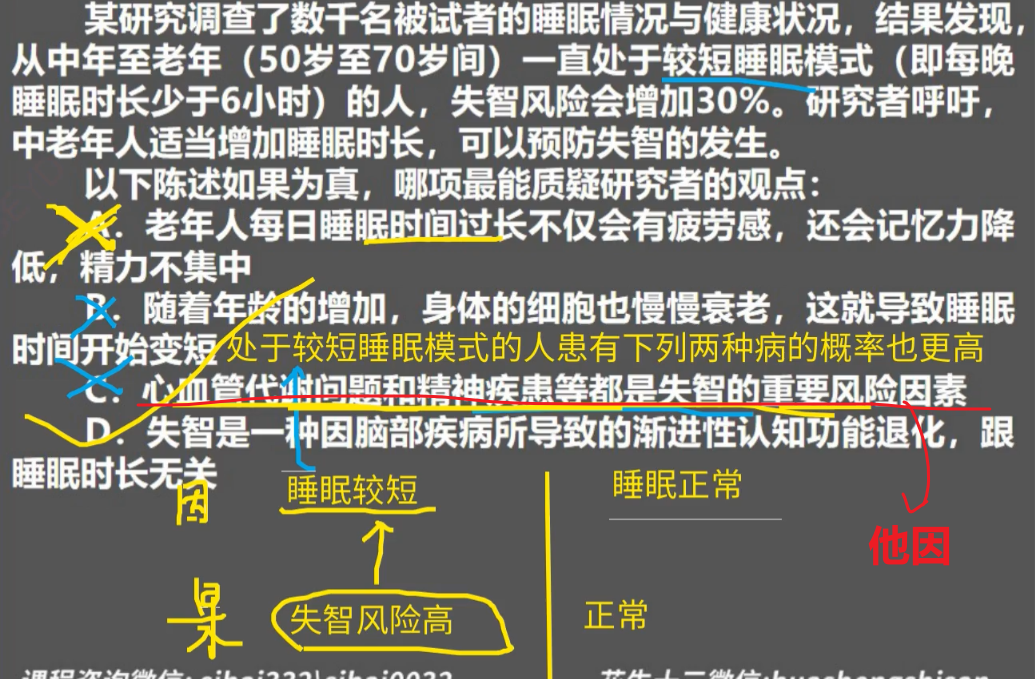 某研究调查了数千名被试者的睡眠情况与健康状况，结果发现，
从中年至老年（50岁至70岁间）一直处于较短睡眠模式（即每晚
睡眠时长少于6小时）的人，失智风险会增加30%。研究者呼吁，
中老年人适当增加睡眠时长，可以预防失智的发生。
以下陈述如果为真，哪项最能质疑研究者的观点：
A．老年人每日睡眠时间过长不仅会有疲劳感，还会记忆力降
低，精力不集中
B．随着年龄的增加，身体的细胞也慢慢衰老，这就导致睡眠
时间开始变短
处于较短睡眠模式的人患有下列两种病的概率也更高
C．心血管代谢问题和精神疾患等都是失智的重要风险因素
D．失智是一种因脑部疾病所导致的渐进性认知功能退化，跟
睡眠时长无关
因 睡眠较短 睡眠正常
他因
果 失智风险高 正常